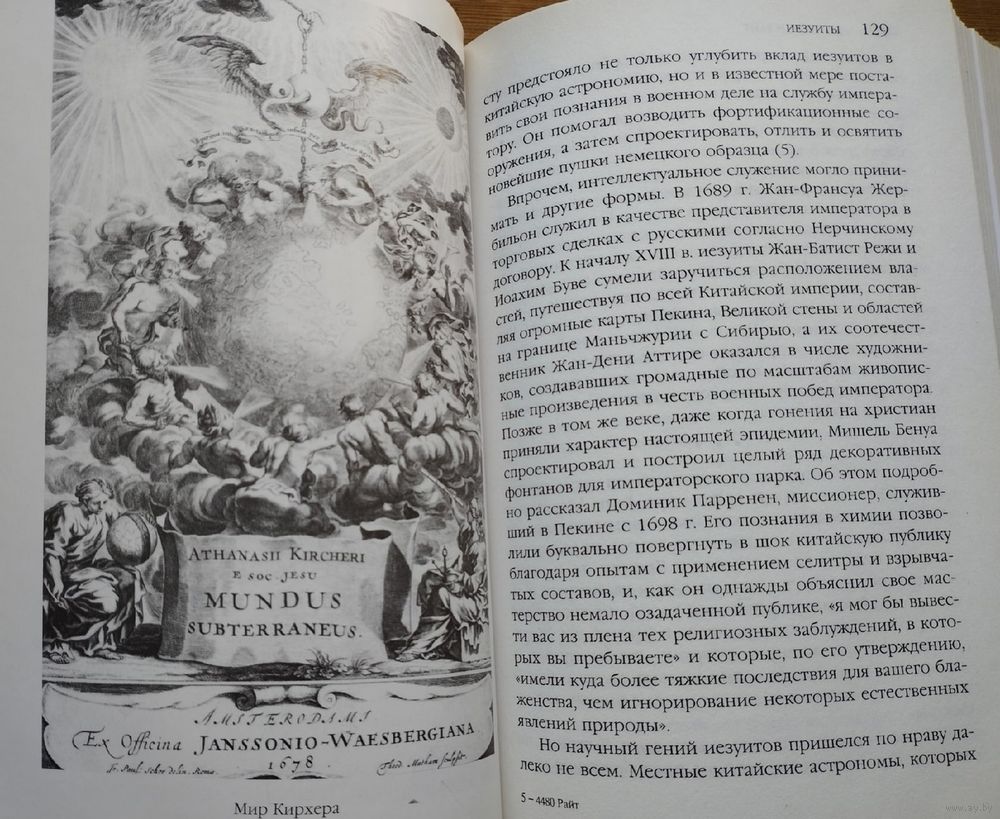 ATHANASII KIRCHERI
E SOC. JESU
MUNDUS
SUBTERRANEUS.
AMSTERODAMI
Ex Officina JANSSONIO-WAESBERGIANA
1678
Theod Matham sculpsit.
Мир Кирхера
ИЕЗУИТЫ 129
сту предстояло не только углубить вклад иезуитов в
китайскую астрономию, но и в известной мере поста-
вить свои познания в военном деле на службу импера-
тору. Он помогал возводить фортификационные со-
оружения, а затем спроектировать, отлить и освятить
новейшие пушки немецкого образца (5).
Впрочем, интеллектуальное служение могло прини-
мать и другие формы. В 1689 г. Жан-Франсуа Жер-
бильон служил в качестве представителя императора в
торговых сделках с русскими согласно Нерчинскому
договору. К началу XVIII в. иезуиты Жан-Батист Режи и
Иоахим Буве сумели заручиться расположением вла-
стей, путешествуя по всей Китайской империи, состав-
ляя огромные карты Пекина, Великой стены и областей
на границе Маньчжурии с Сибирью, а их соотечест-
венник Жан-Дени Аттире оказался в числе художни-
ков, создававших громадные по масштабам живопис-
ные произведения в честь военных побед императора.
Позже в том же веке, даже когда гонения на христиан
приняли характер настоящей эпидемии, Мишель Бенуа
спроектировал и построил целый ряд декоративных
фонтанов для императорского парка. Об этом подроб-
но рассказал Доминик Парренен, миссионер, служив-
ший в Пекине с 1698 г. Его познания в химии позво-
лили буквально повергнуть в шок китайскую публику
благодаря опытам с применением селитры и взрывча-
тых составов, и, как он однажды объяснил свое мас-
терство немало озадаченной публике, «я мог бы вывес-
ти вас из плена тех религиозных заблуждений, в кото-
рых вы пребываете» и которые, по его утверждению,
«имели куда более тяжкие последствия для вашего бла-
женства, чем игнорирование некоторых естественных
явлений природы».
Но научный гений иезуитов пришелся по нраву да-
леко не всем. Местные китайские астрономы, которых
5 – 4480 Райт
www.ay.by